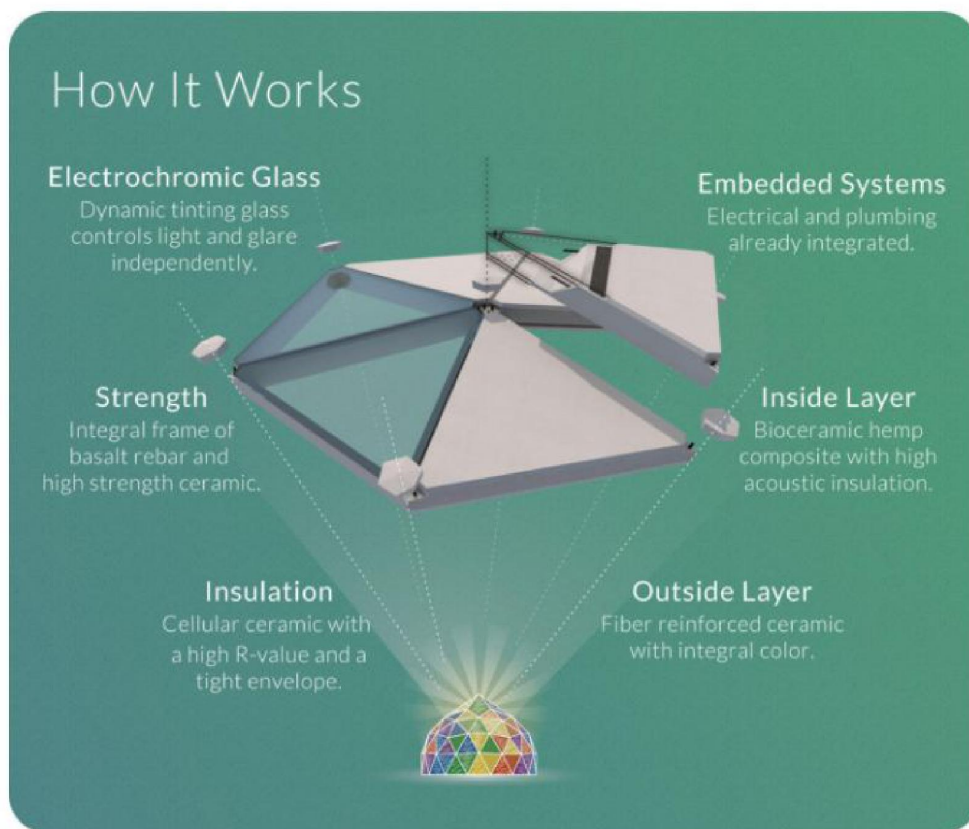 How It Works
Electrochromic Glass
Dynamic tinting glass
controls light and glare
independently.
Embedded Systems
Electrical and plumbing
already integrated.
Strength
Integral frame of
basalt rebar and
high strength ceramic.
Inside Layer
Bioceramic hemp
composite with high
acoustic insulation.
Insulation
Cellular ceramic with
a high R-value and a
tight envelope.
Outside Layer
Fiber reinforced ceramic
with integral color.